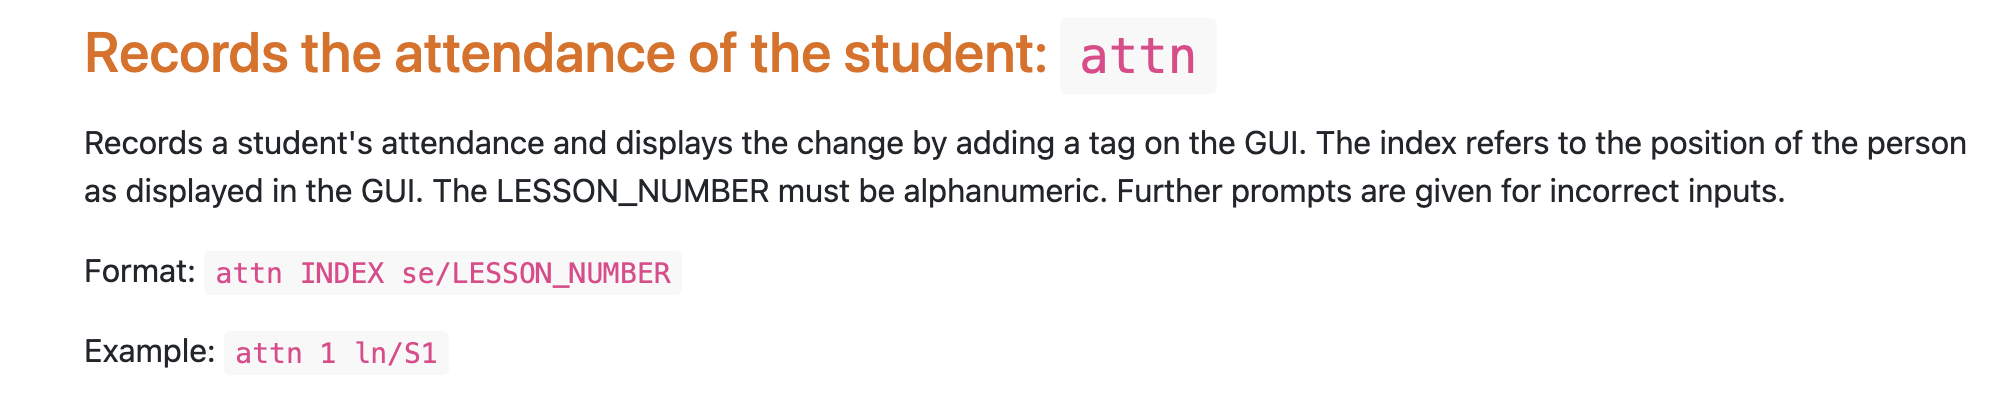 Records the attendance of the student: attn
Records a student's attendance and displays the change by adding a tag on the GUI. The index refers to the position of the person
as displayed in the GUI. The LESSON_NUMBER must be alphanumeric. Further prompts are given for incorrect inputs.
Format: attn INDEX se/LESSON_NUMBER
Example: attn 1 ln/S1